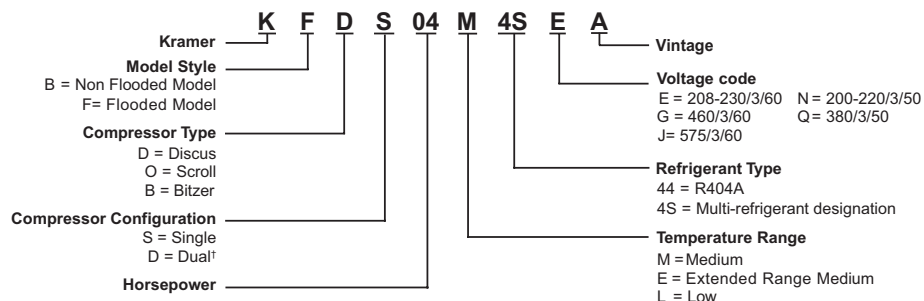 K F D S 04 M 4S E A
Kramer
Model Style
B = Non Flooded Model
F= Flooded Model
Compressor Type
D = Discus
O = Scroll
B = Bitzer
Compressor Configuration
S = Single
D = Dual†
Horsepower
Vintage
Voltage code
E = 208-230/3/60 N = 200-220/3/50
G = 460/3/60 Q = 380/3/50
J= 575/3/60
Refrigerant Type
44 = R404A
4S = Multi-refrigerant designation
Temperature Range
M = Medium
E = Extended Range Medium
L = Low